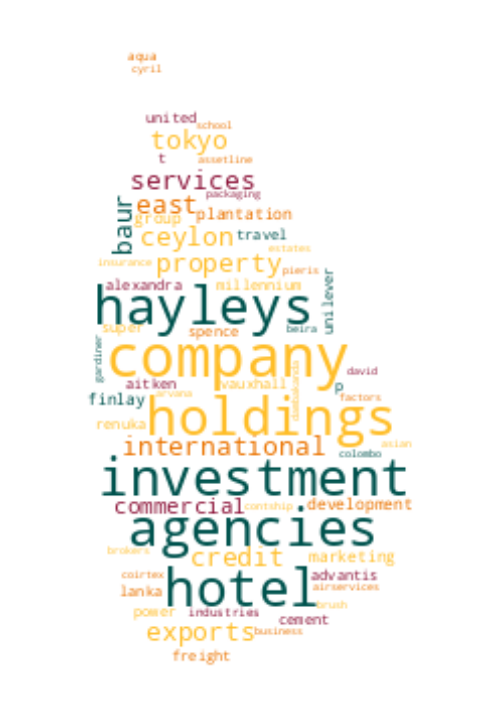 aqua
cyril
united
school
tokyo
t assetline
services
packaging
baur
east
group plantation
ceylon travel
estates
insurance property pieris
alexandra millennium
hayleys unilever
super spence beira
gardiner
company
david
aitken vauxhall p
arvana dambakanda
finlay factors
holdings
renuka
international asian
colombo
investment
commercial contship development
agencies
brokers credit marketing
coirtex hotel advantis
lanka airservices
brush
power industries
cement
exports business
freight